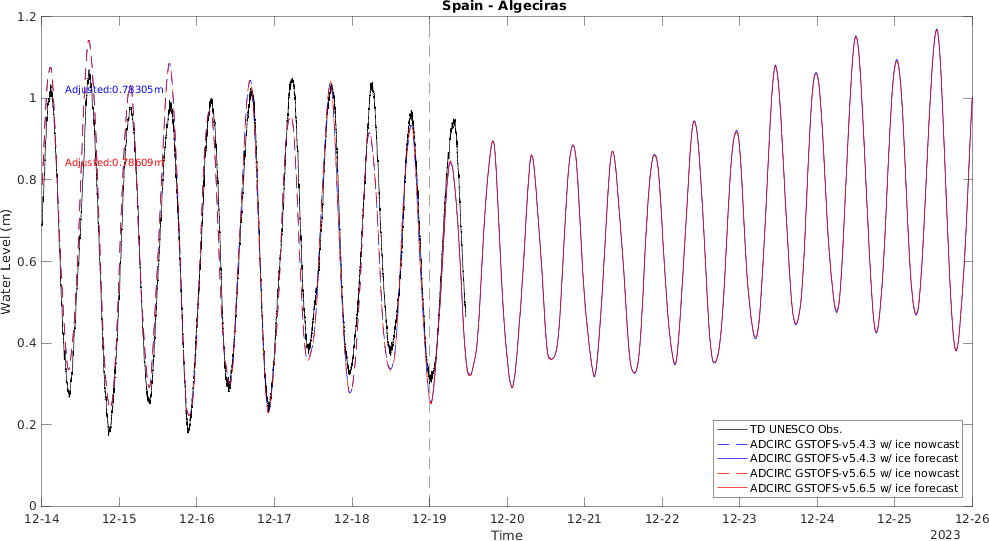 Spain - Algeciras
Water Level (m)
1.2
1
0.8
0.6
0.4
0.2
0
Adjusted:0.78305m
Adjusted:0.78609m
TD UNESCO Obs.
ADCIRC GSTOFS-v5.4.3 w/ ice nowcast
ADCIRC GSTOFS-v5.4.3 w/ ice forecast
ADCIRC GSTOFS-v5.6.5 w/ ice nowcast
ADCIRC GSTOFS-v5.6.5 w/ ice forecast
12-14 12-15 12-16 12-17 12-18 12-19 12-20 12-21 12-22 12-23 12-24 12-25 12-26
Time
2023